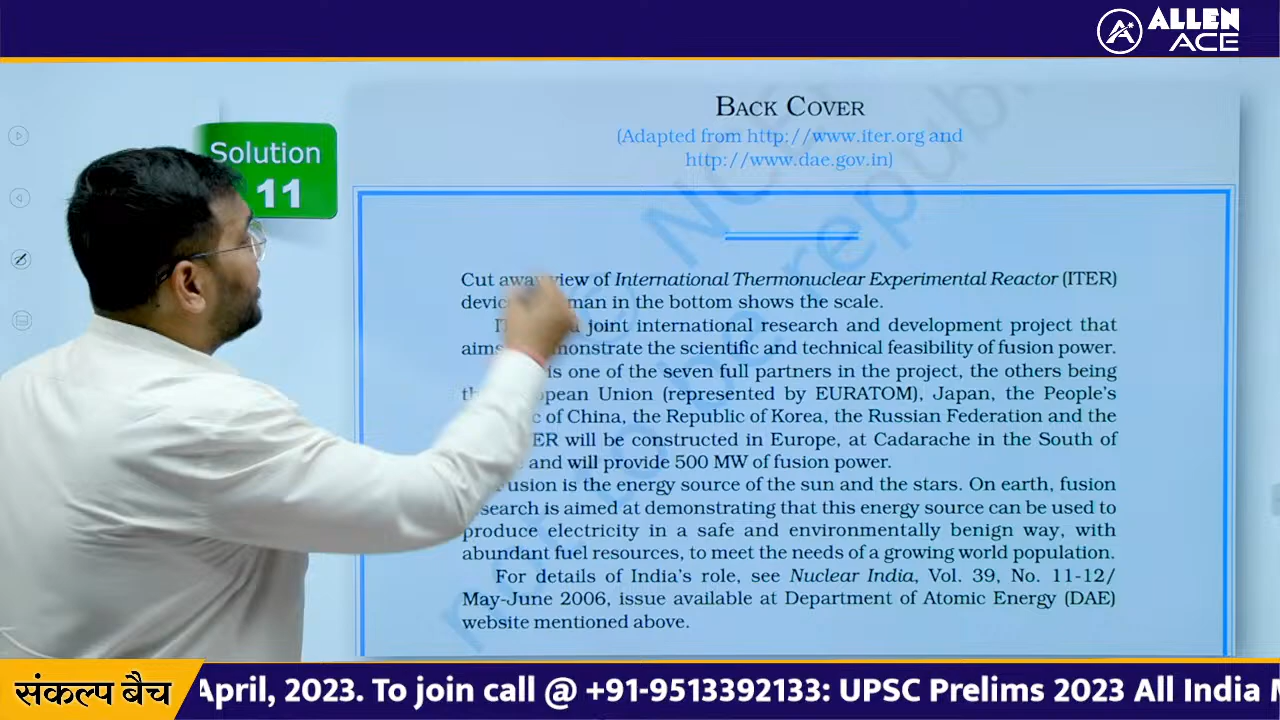 ALLEN
ACE
BACK COVER
(Adapted from http://www.iter.org and
http://www.dae.gov.in)
Solution
11
Cut away view of International Thermonuclear Experimental Reactor (ITER)
man in the bottom shows the scale.
joint international research and development project that
aims the scientific and technical feasibility of fusion power.
is one of the seven full partners in the project, the others being
Union (represented by EURATOM), Japan, the People's
of China, the Republic of Korea, the Russian Federation and the
will be constructed in Europe, at Cadarache in the South of
and will provide 500 MW of fusion power.
Fusion is the energy source of the sun and the stars. On earth, fusion
research is aimed at demonstrating that this energy source can be used to
produce electricity in a safe and environmentally benign way, with
abundant fuel resources, to meet the needs of a growing world population.
For details of India's role, see Nuclear India, Vol. 39, No. 11-12/
May-June 2006, issue available at Department of Atomic Energy (DAE)
website mentioned above.
संकल्प बैच
April, 2023. To join call @ +91-9513392133: UPSC Prelims 2023 All India